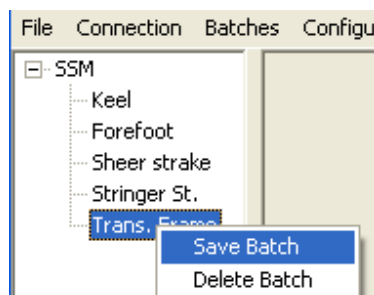 File Connection Batches Configu
SSM
Keel
Forefoot
Sheer strake
Stringer St.
Trans. Frame
Save Batch
Delete Batch